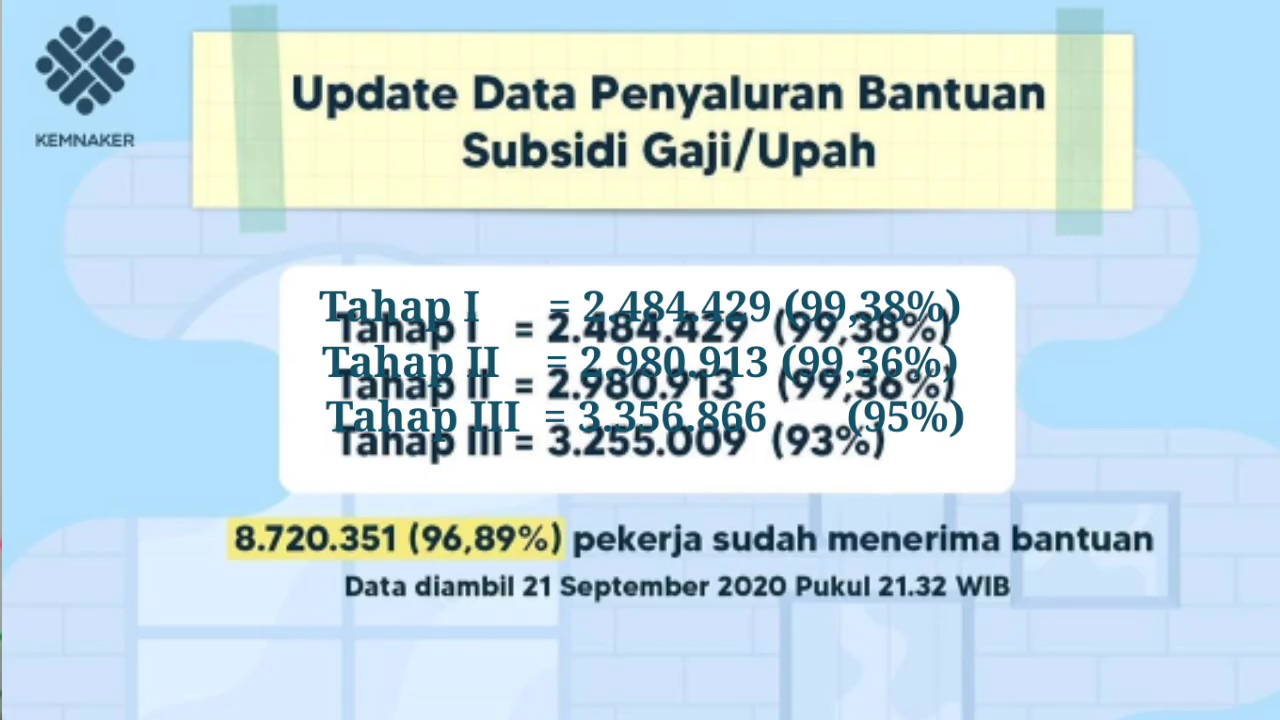 KEMNAKER
Update Data Penyaluran Bantuan
Subsidi Gaji/Upah
Tahap I = 2.484.429 (99,38%)
Tahap I = 2.484.429 (99,38%)
Tahap II = 2.980.913 (99,36%)
Tahap II = 2.980.913 (99,36%)
Tahap III = 3.356.866 (95%)
Tahap III = 3.255.009 (93%)
8.720.351 (96,89%) pekerja sudah menerima bantuan
Data diambil 21 September 2020 Pukul 21.32 WIB